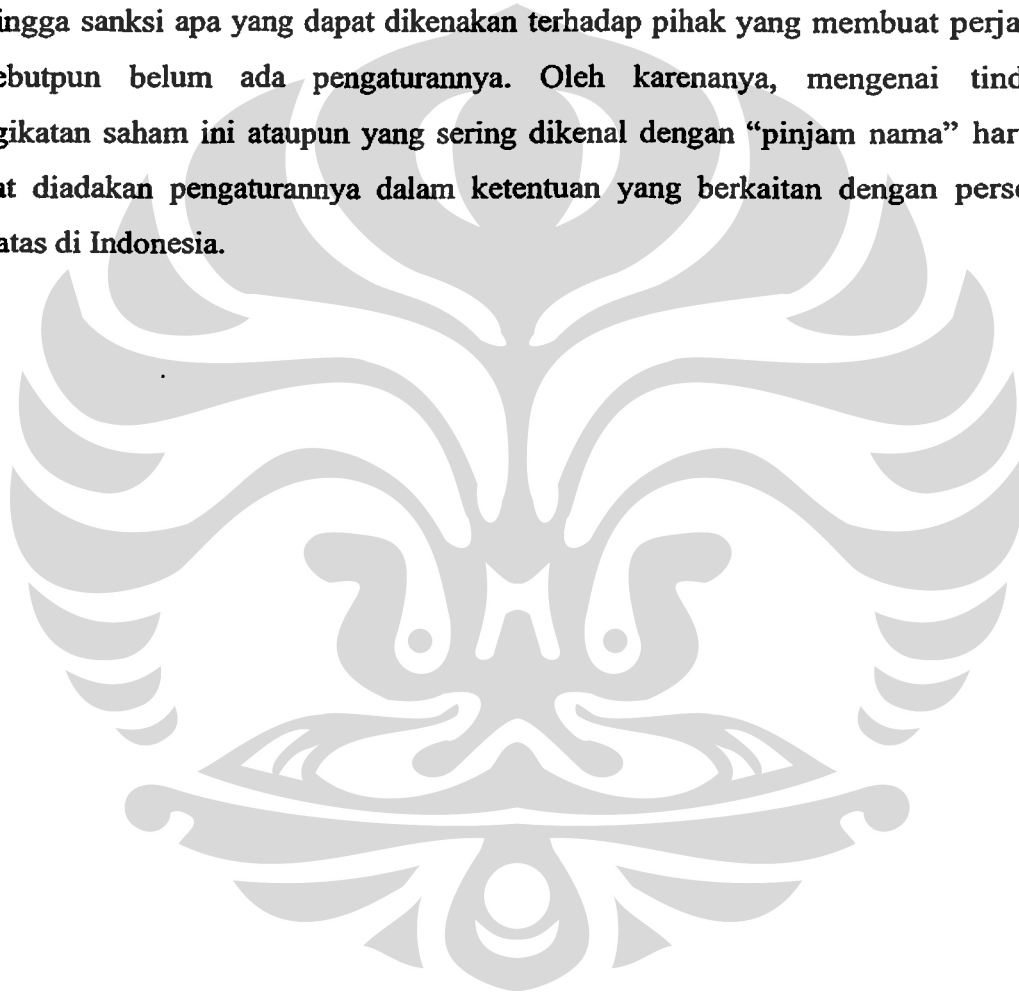 ingga sanksi apa yang dapat dikenakan terhadap pihak yang membuat perja
ebutpun belum ada pengaturannya. Oleh karenanya, mengenai tind
gikatan saham ini ataupun yang sering dikenal dengan “pinjam nama” har
at diadakan pengaturannya dalam ketentuan yang berkaitan dengan perse
atas di Indonesia.